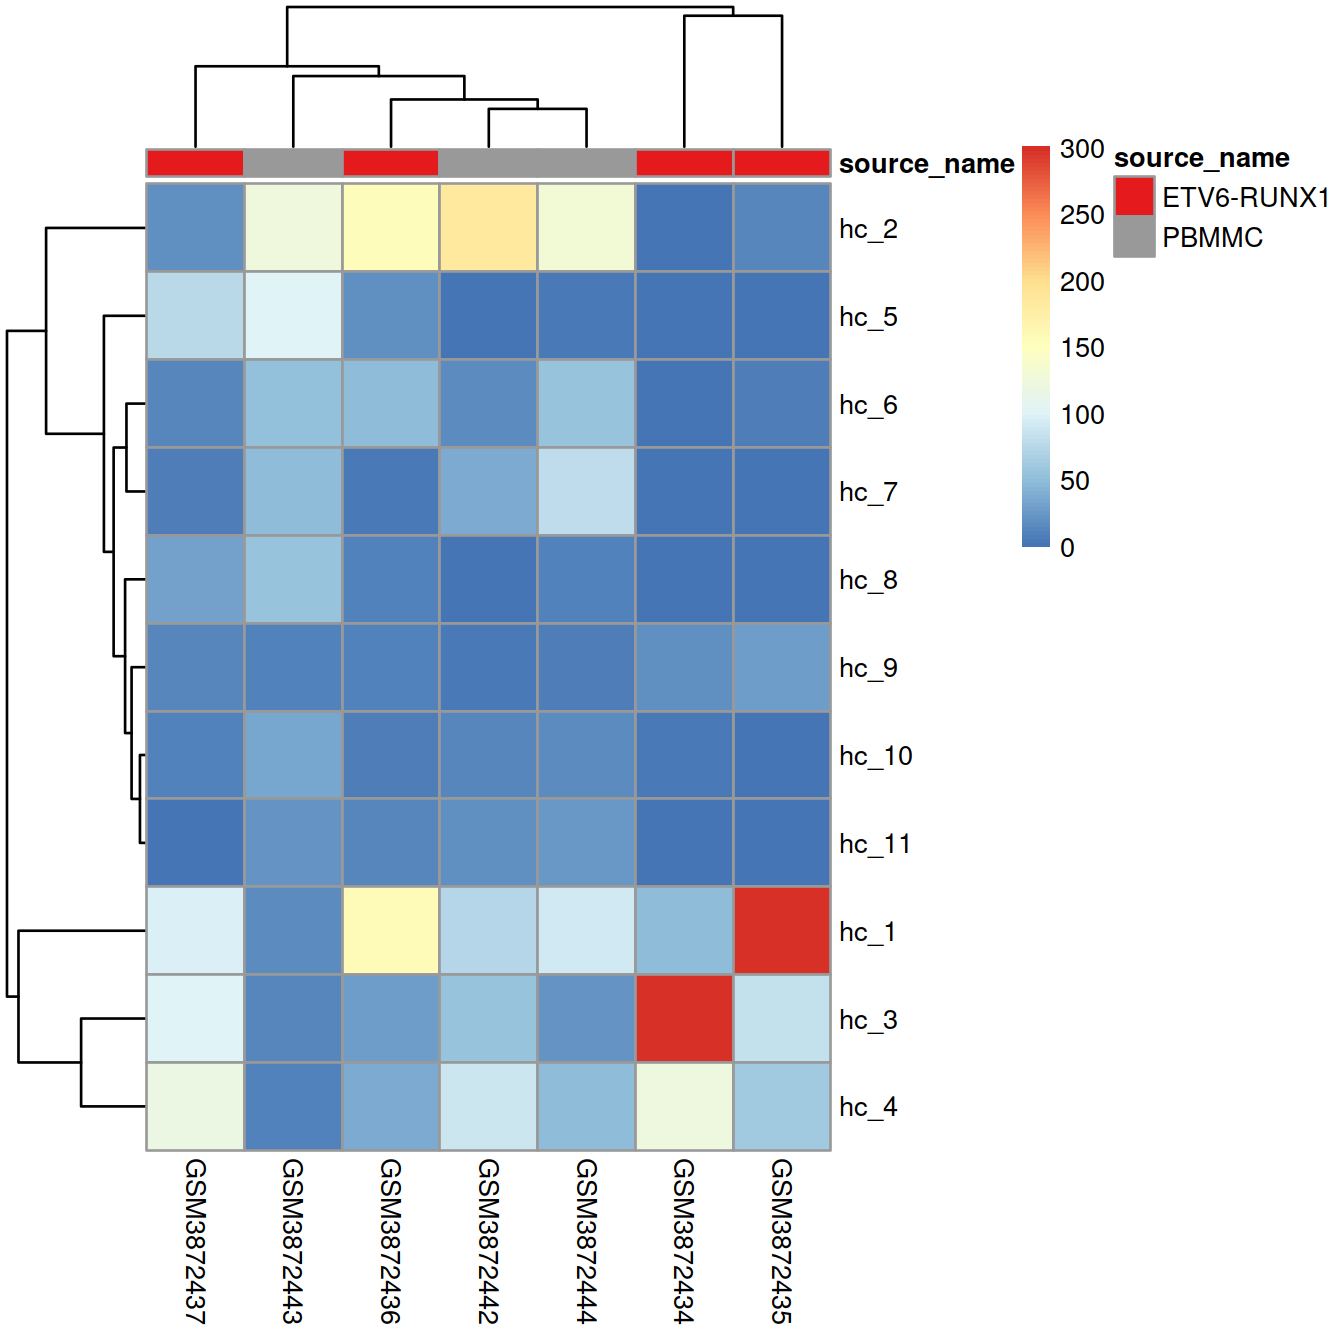 source_name
hc_2
hc_5
hc_6
hc_7
hc_8
hc_9
hc_10
hc_11
hc_1
hc_3
hc_4
GSM3872437
GSM3872443
GSM3872436
GSM3872442
GSM3872444
GSM3872434
GSM3872435
300
250
200
150
100
50
0
source_name
ETV6-RUNX1
PBMMC